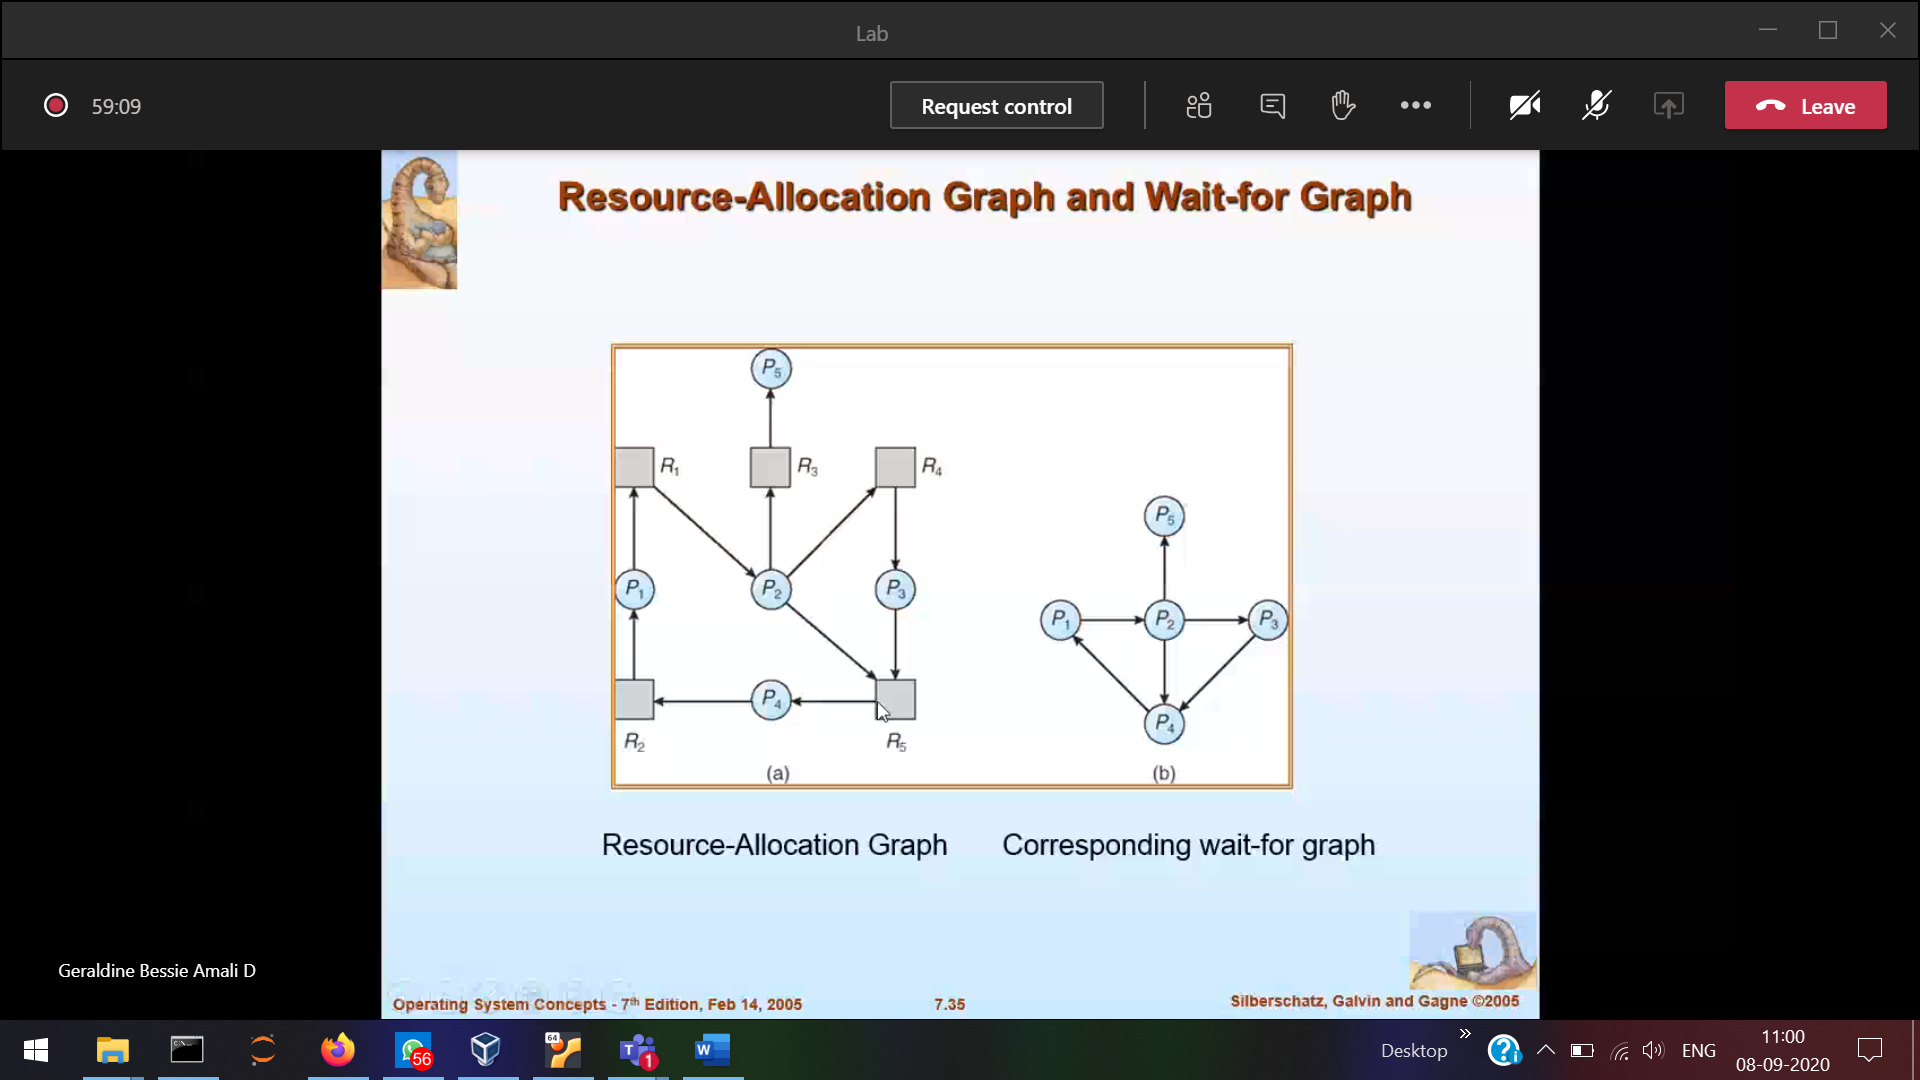 Lab
59:09
Request control
Leave
Resource-Allocation Graph and Wait-for Graph
P5
R1
R3
R4
P5
P1
P2
P3
P1
P2
P3
P4
P4
R2
R5
(a)
(b)
Resource-Allocation Graph
Corresponding wait-for graph
Geraldine Bessie Amali D
Operating System Concepts - 7th Edition, Feb 14, 2005
7.35
Silberschatz, Galvin and Gagne ©2005
56
64
1
Desktop
ENG
11:00
08-09-2020